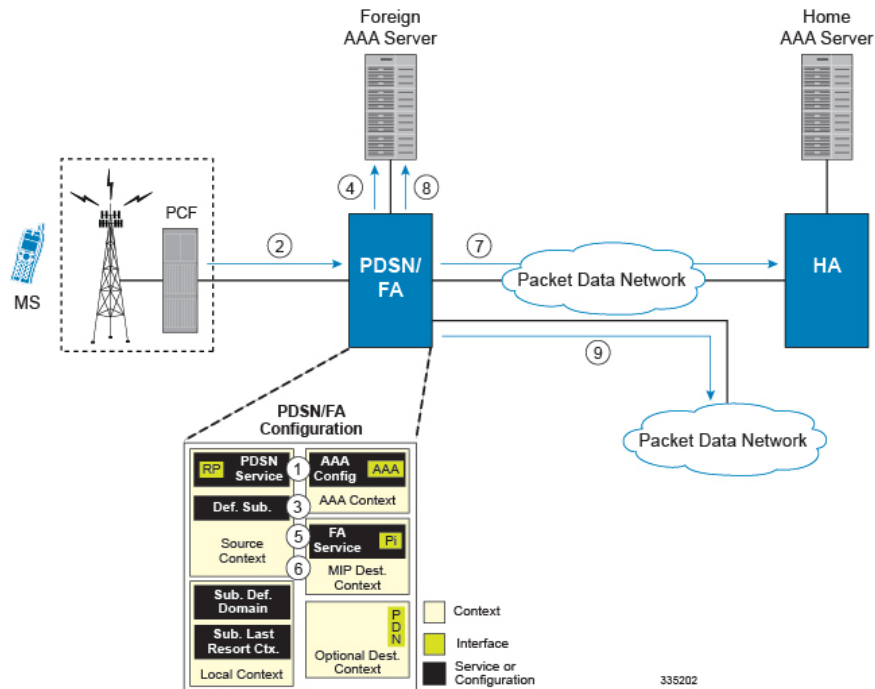 Foreign
AAA Server
Home
AAA Server
4
8
PCF
2
7
MS
PDSN/
FA
Packet Data Network
HA
9
Packet Data Network
PDSN/FA
Configuration
RP
PDSN
Service
1
AAA
Config
AAA
AAA Context
Def. Sub.
3
Source
Context
5
FA
Service
Pi
6
MIP Dest.
Context
Sub. Def.
Domain
Sub. Last
Resort Ctx.
Local Context
P
D
N
Optional Dest.
Context
Context
Interface
Service or
Configuration
335202